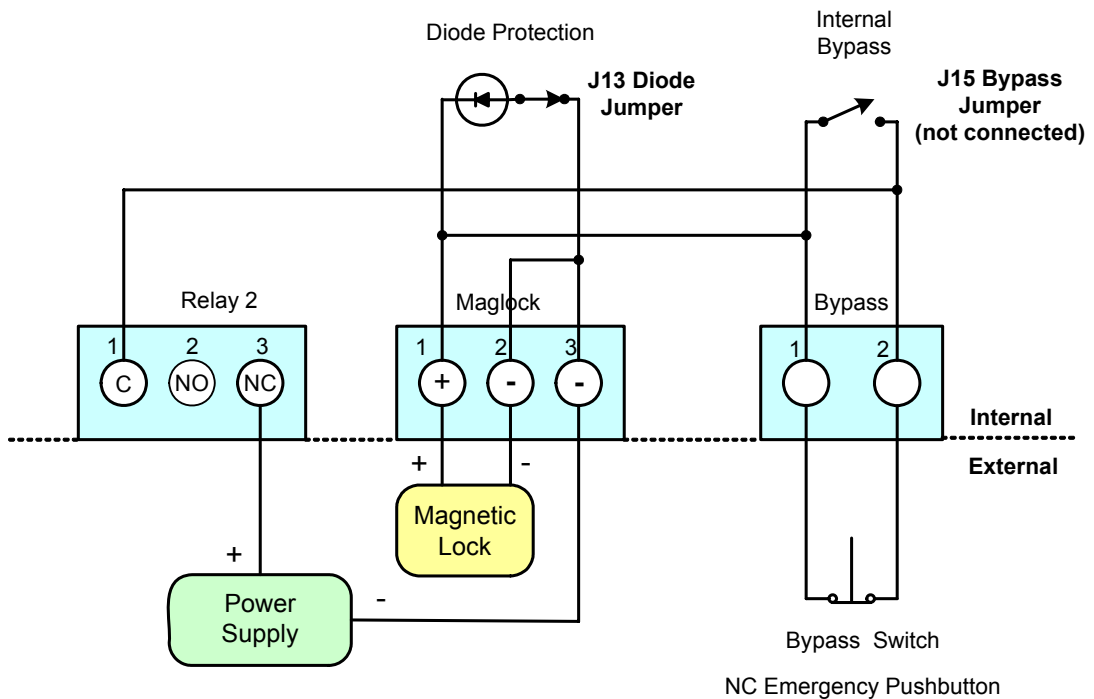 Diode Protection
Internal
Bypass
J13 Diode
Jumper
J15 Bypass
Jumper
(not connected)
Relay 2
Maglock
Bypass
1
2
3
1
2
3
1
2
C
NO
NC
+
-
-
Internal
External
+
-
Magnetic
Lock
+
-
Power
Supply
Bypass Switch
NC Emergency Pushbutton